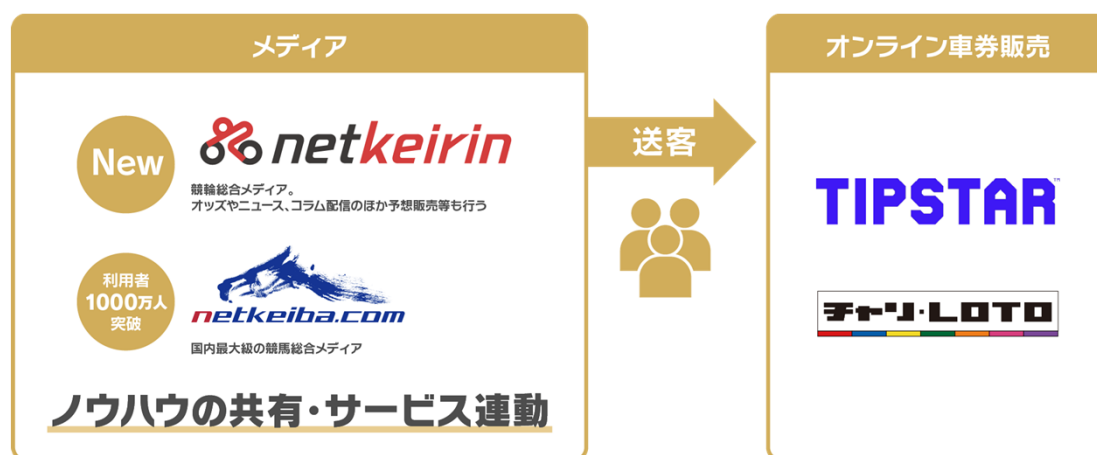 メディア
New
netkeirin
競輪総合メディア。
オッズやニュース、コラム配信のほか予想販売等も行う
利用者
1000万人
突破
netkeiba.com
国内最大級の競馬総合メディア
ノウハウの共有・サービス連動
送客
オンライン車券販売
TIPSTAR™
チャリ・LOTO